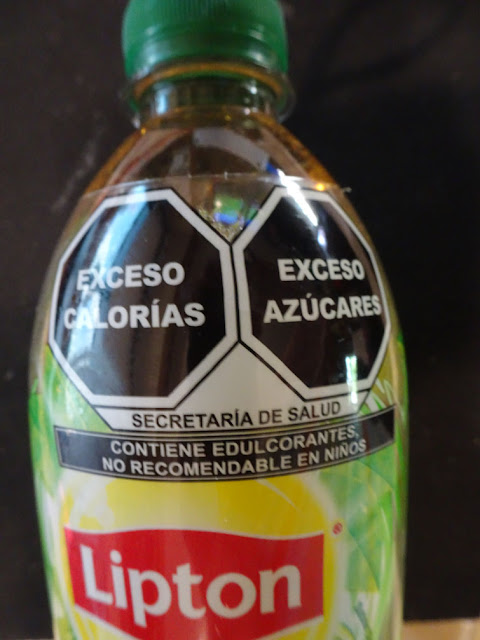 EXCESO
CALORÍAS
EXCESO
AZÚCARES
SECRETARÍA DE SALUD
CONTIENE EDULCORANTES,
NO RECOMENDABLE EN NIÑOS
Lipton®